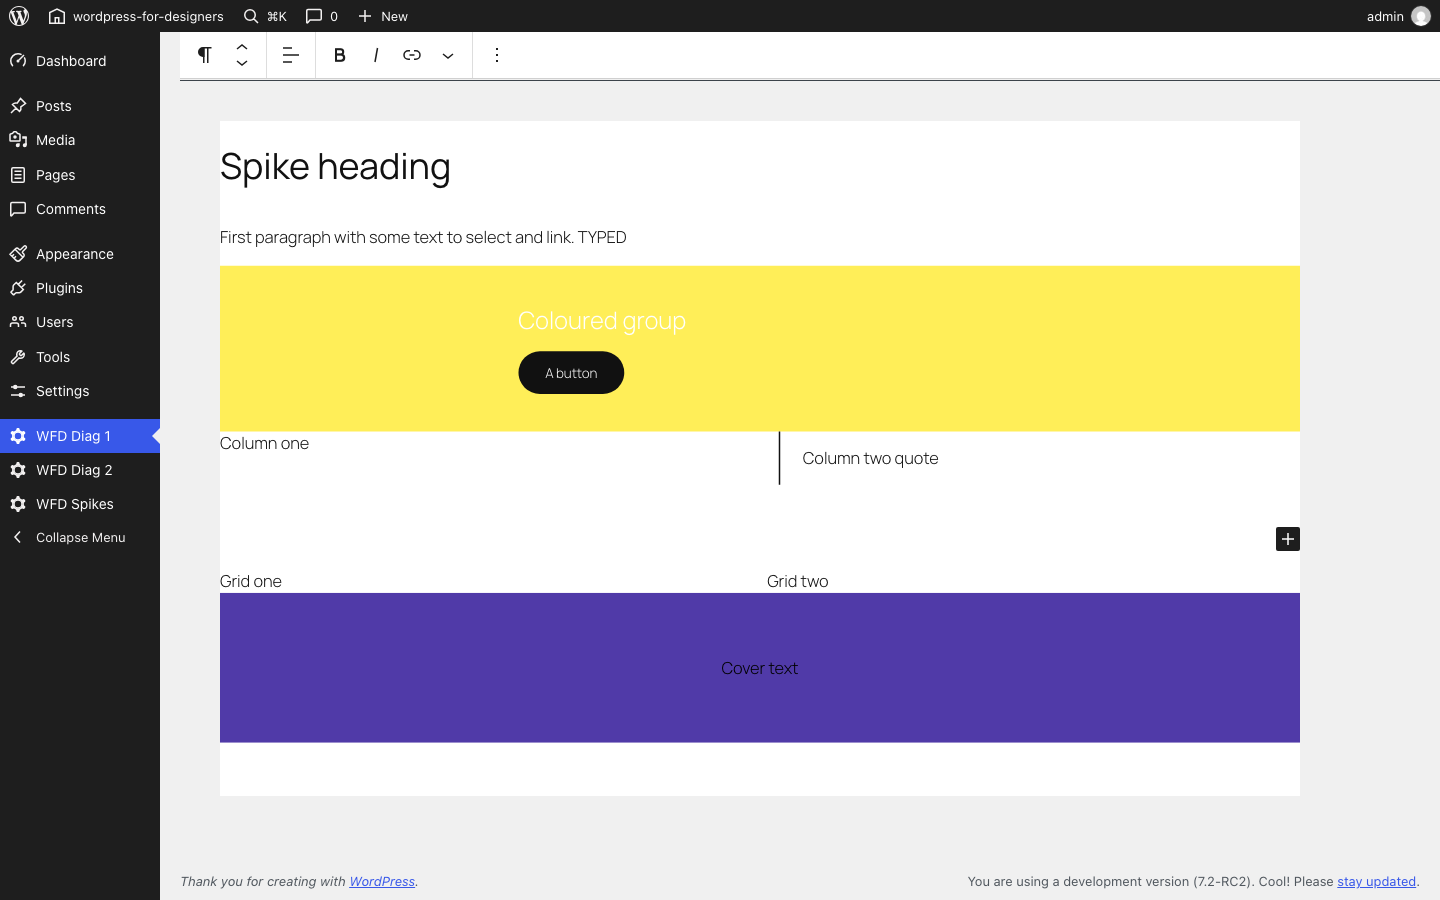 wordpress-for-designers
⌘K
0
New
admin
Dashboard
Posts
Media
Pages
Comments
Appearance
Plugins
Users
Tools
Settings
WFD Diag 1
WFD Diag 2
WFD Spikes
Collapse Menu
B I
Spike heading
First paragraph with some text to select and link. TYPED
Coloured group
A button
Column one
Column two quote
Grid one
Grid two
Cover text
Thank you for creating with WordPress.
You are using a development version (7.2-RC2). Cool! Please stay updated.